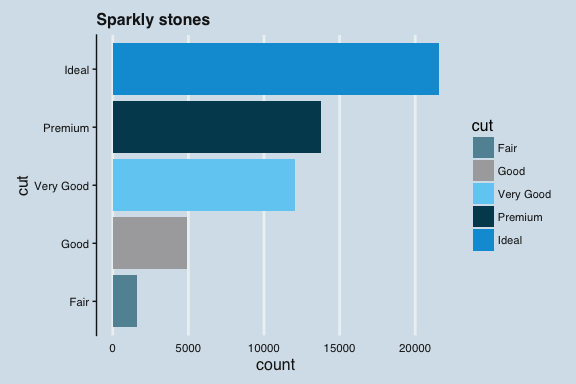 Sparkly stones
cut
Ideal
Premium
Very Good
Good
Fair
0 5000 10000 15000 20000
count
cut
Fair
Good
Very Good
Premium
Ideal